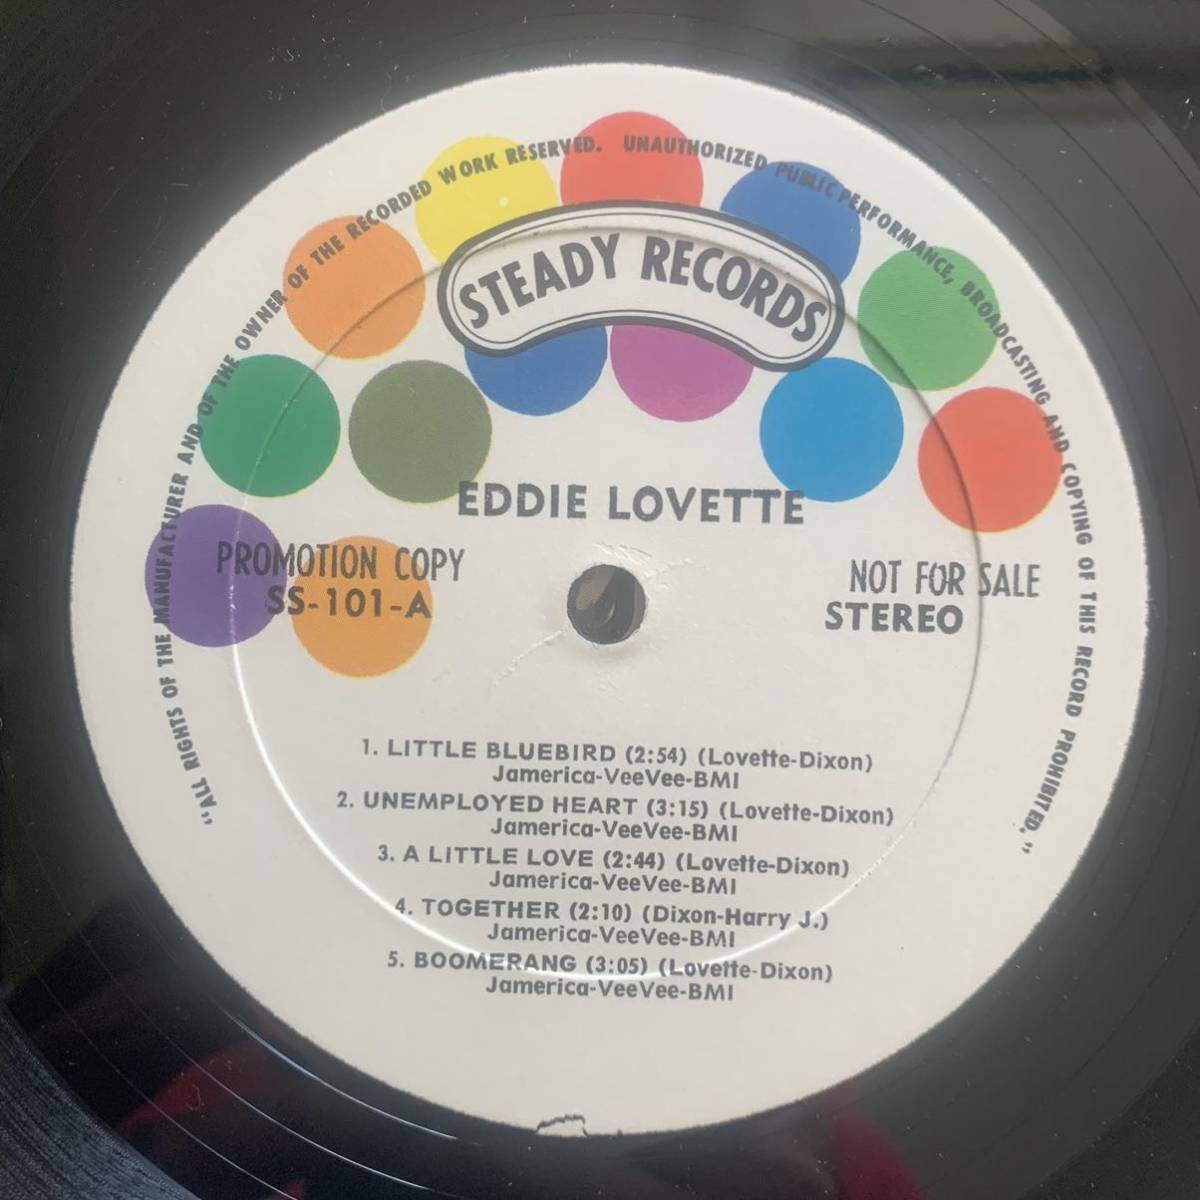 "ALL RIGHTS OF THE MANUFACTURER AND OF THE OWNER OF THE RECORDED WORK RESERVED. UNAUTHORIZED PUBLIC PERFORMANCE, BROADCASTING AND COPYING OF THIS RECORD PROHIBITED."
STEADY RECORDS
EDDIE LOVETTE
PROMOTION COPY
SS-101-A
NOT FOR SALE
STEREO
1. LITTLE BLUEBIRD (2:54) (Lovette-Dixon)
Jamerica-VeeVee-BMI
2. UNEMPLOYED HEART (3:15) (Lovette-Dixon)
Jamerica-VeeVee-BMI
3. A LITTLE LOVE (2:44) (Lovette-Dixon)
Jamerica-VeeVee-BMI
4. TOGETHER (2:10) (Dixon-Harry J.)
Jamerica-VeeVee-BMI
5. BOOMERANG (3:05) (Lovette-Dixon)
Jamerica-VeeVee-BMI